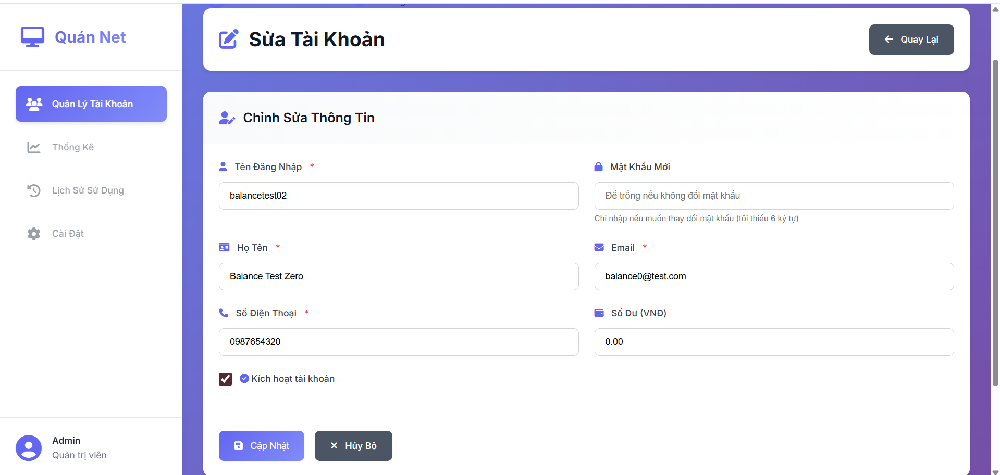 Quán Net
Quản Lý Tài Khoản
Thống Kê
Lịch Sử Sử Dụng
Cài Đặt
Admin
Quản trị viên
Sửa Tài Khoản
Quay Lại
Chỉnh Sửa Thông Tin
Tên Đăng Nhập *
balancetest02
Mật Khẩu Mới
Để trống nếu không đổi mật khẩu
Chỉ nhập nếu muốn thay đổi mật khẩu (tối thiểu 6 ký tự)
Họ Tên *
Balance Test Zero
Email *
balance0@test.com
Số Điện Thoại *
0987654320
Số Dư (VNĐ)
0.00
Kích hoạt tài khoản
Cập Nhật
Hủy Bỏ